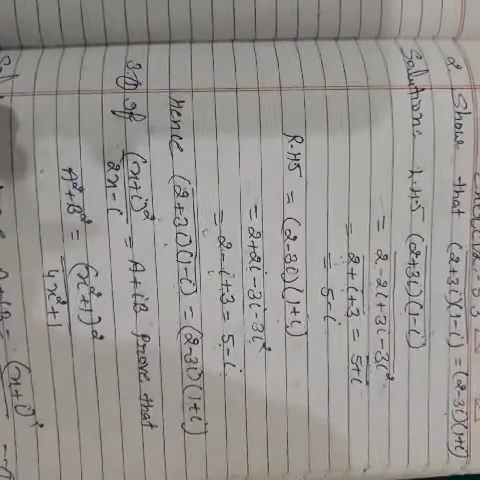 2. Show that (2+3i)(1-i) = (2-3i)(1+i)
Solution: L.H.S (2+3i)(1-i)
= 2-2i+3i-3i²
= 2+i+3 = 5+i
= 5-i
R.HS = (2-3i)(1+i)
= 2+2i-3i-3i²
= 2-i+3 = 5-i
Hence (2+3i)(1-i) = (2-3i)(1+i)
3. If (x+i)²/2x-i = A+iB prove that
A²+B² = (x²+1)²/4x²+1
A+iB = (x+i)²